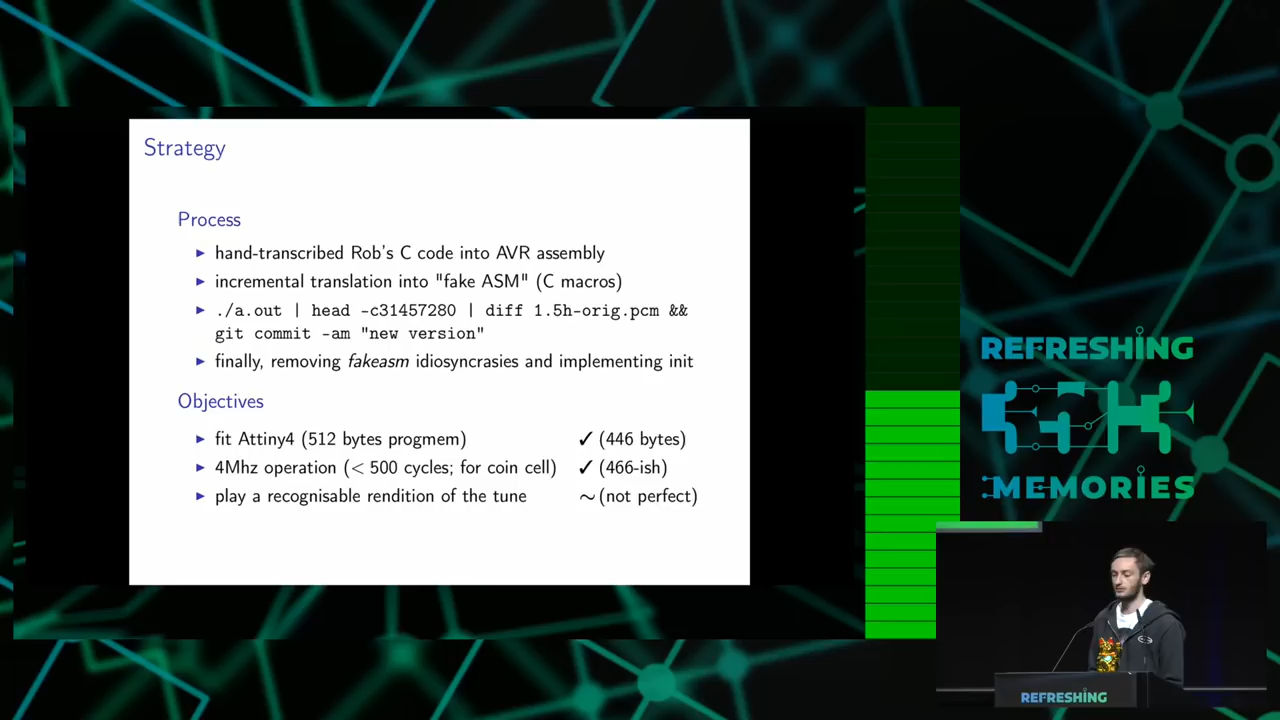 Strategy
Process
► hand-transcribed Rob's C code into AVR assembly
► incremental translation into "fake ASM" (C macros)
► ./a.out | head -c31457280 | diff 1.5h-orig.pcm &&
git commit -am "new version"
► finally, removing fakeasm idiosyncrasies and implementing init
Objectives
► fit Attiny4 (512 bytes progmem) ✓ (446 bytes)
► 4Mhz operation (< 500 cycles; for coin cell) ✓ (466-ish)
► play a recognisable rendition of the tune ∼ (not perfect)
REFRESHING
MEMORIES
REFRESHING